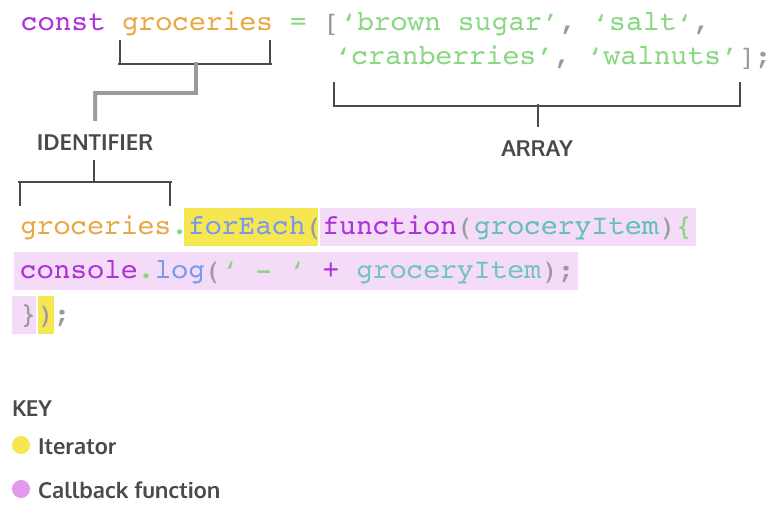 const groceries = [‘brown sugar’, ‘salt‘,
‘cranberries’, ‘walnuts’];
IDENTIFIER
ARRAY
groceries.forEach(function(groceryItem){
console.log(‘ - ‘ + groceryItem);
});
KEY
Iterator
Callback function